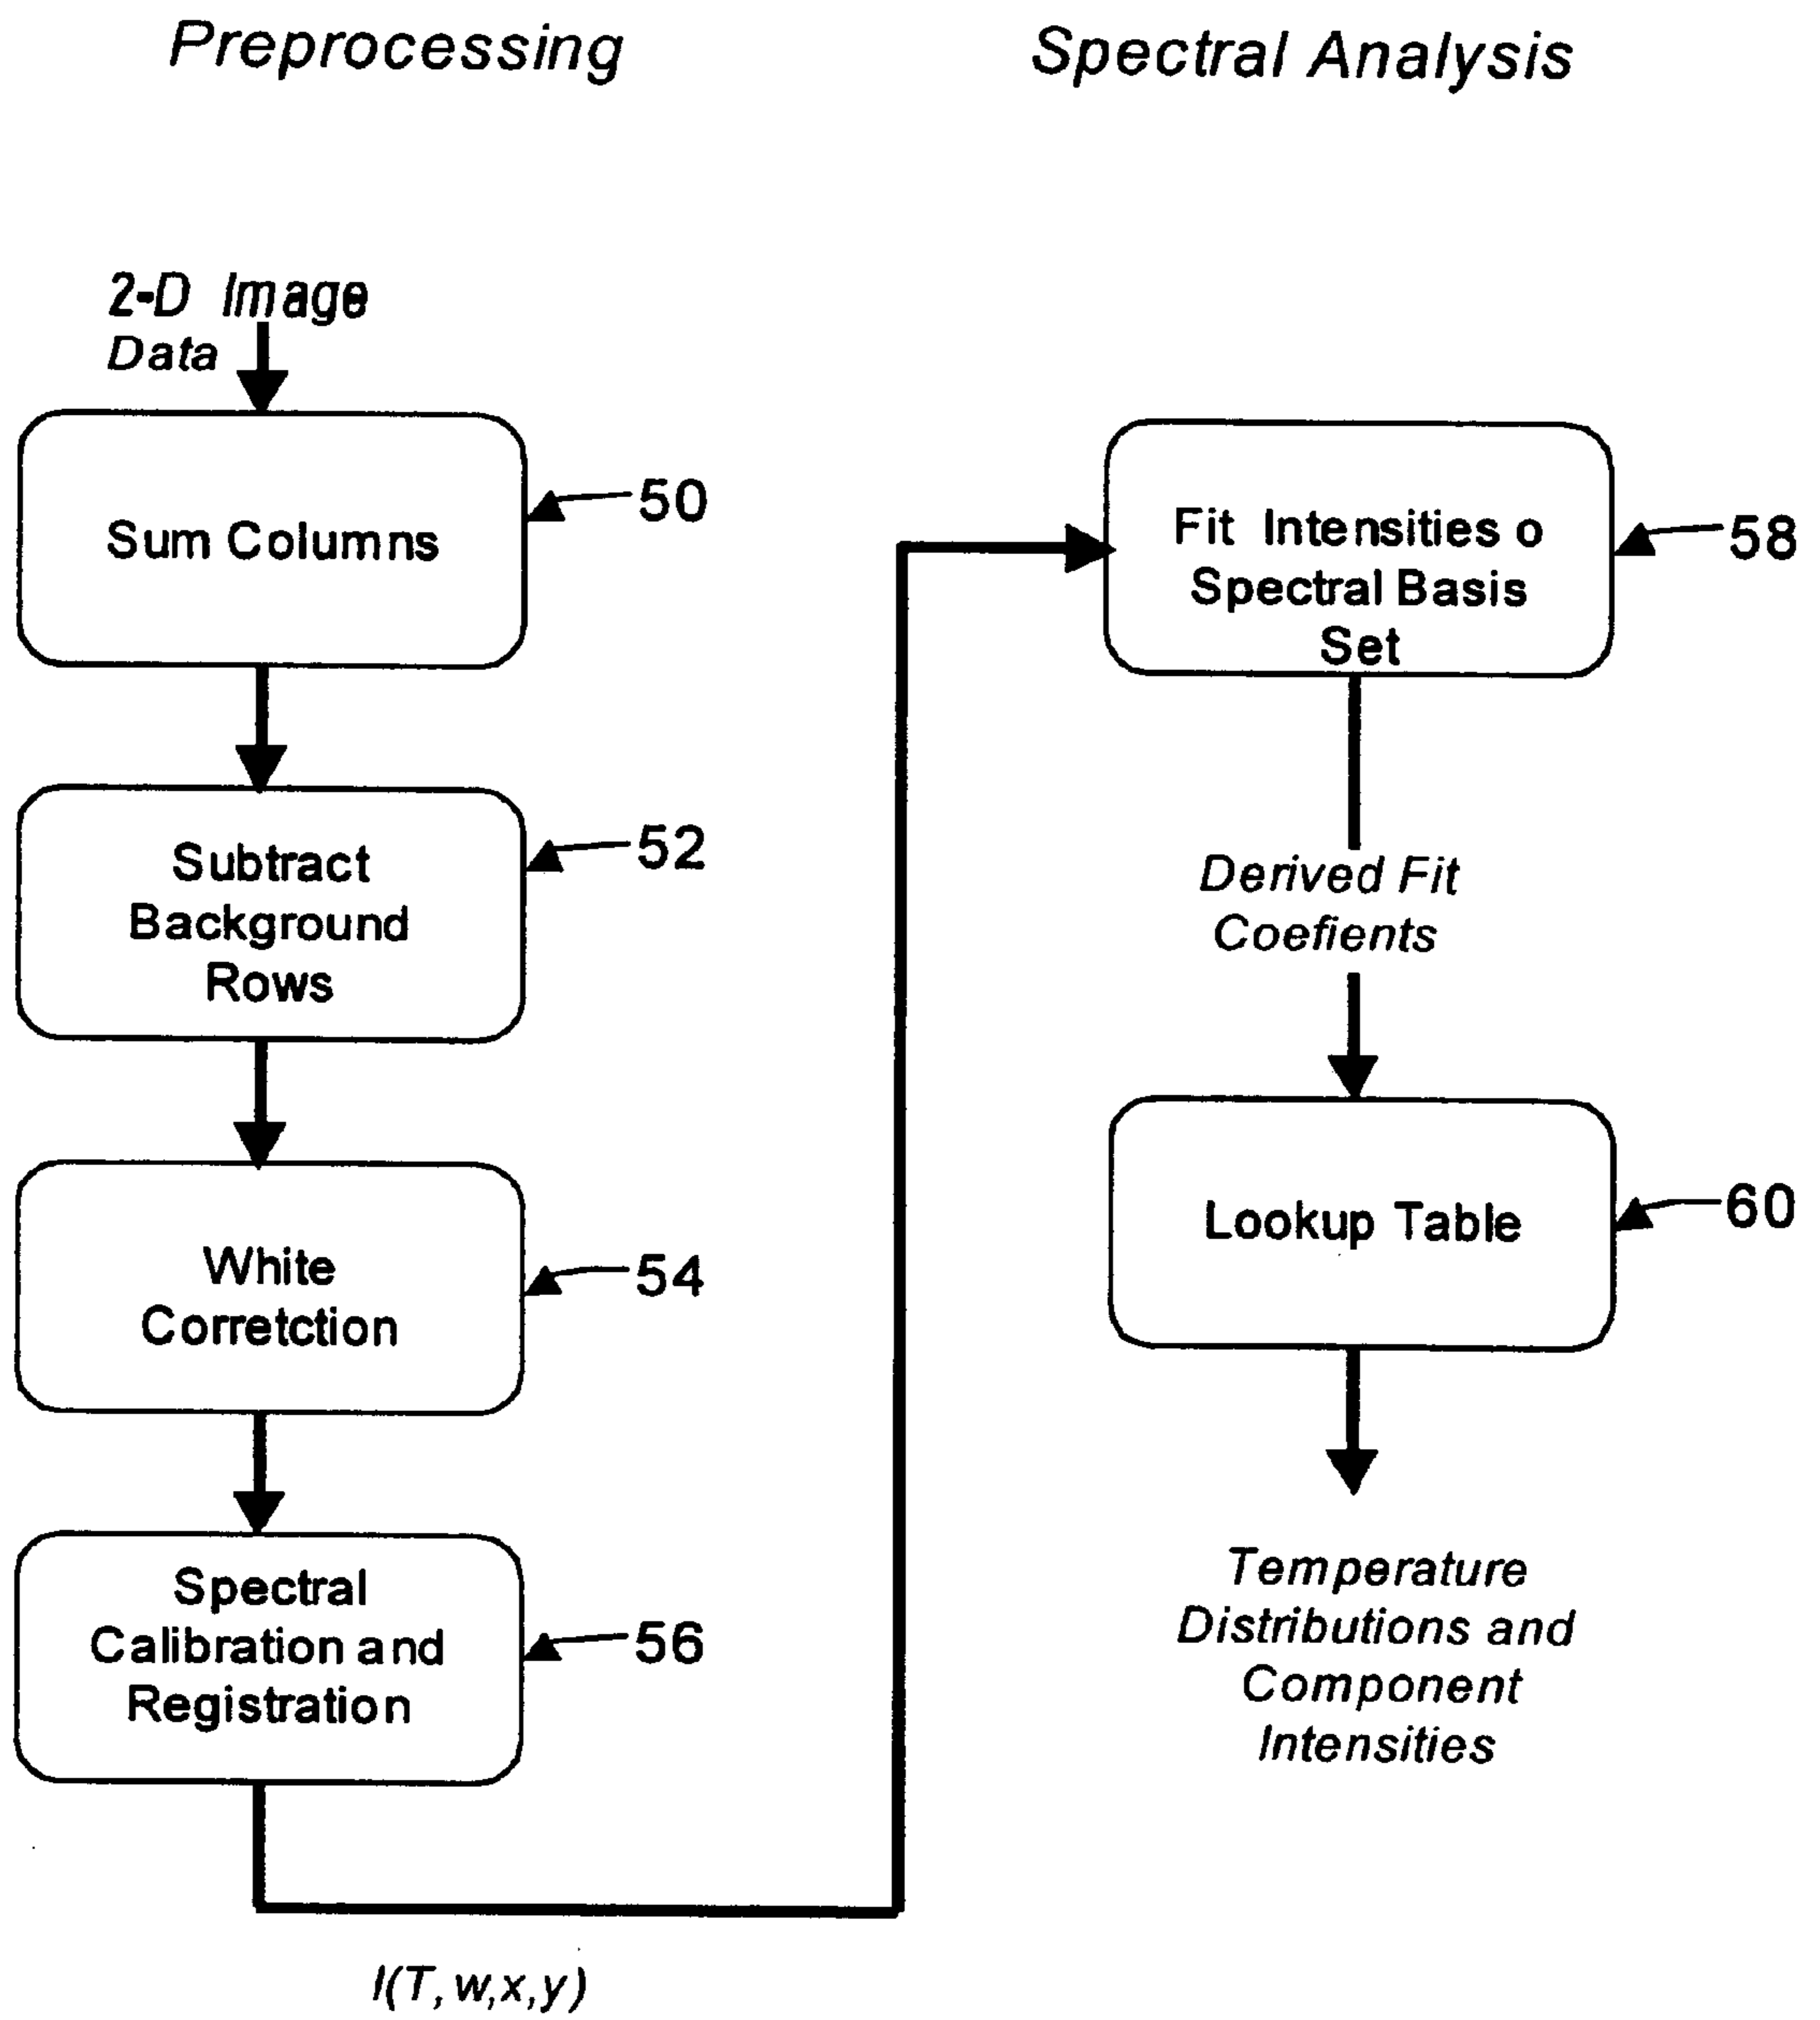 Preprocessing
2-D Image
Data
Sum Columns
50
Subtract
Background
Rows
52
White
Corretction
54
Spectral
Calibration and
Registration
56
I(T, w,x,y)
Spectral Analysis
Fit Intensities o
Spectral Basis
Set
58
Derived Fit
Coefients
Lookup Table
60
Temperature
Distributions and
Component
Intensities